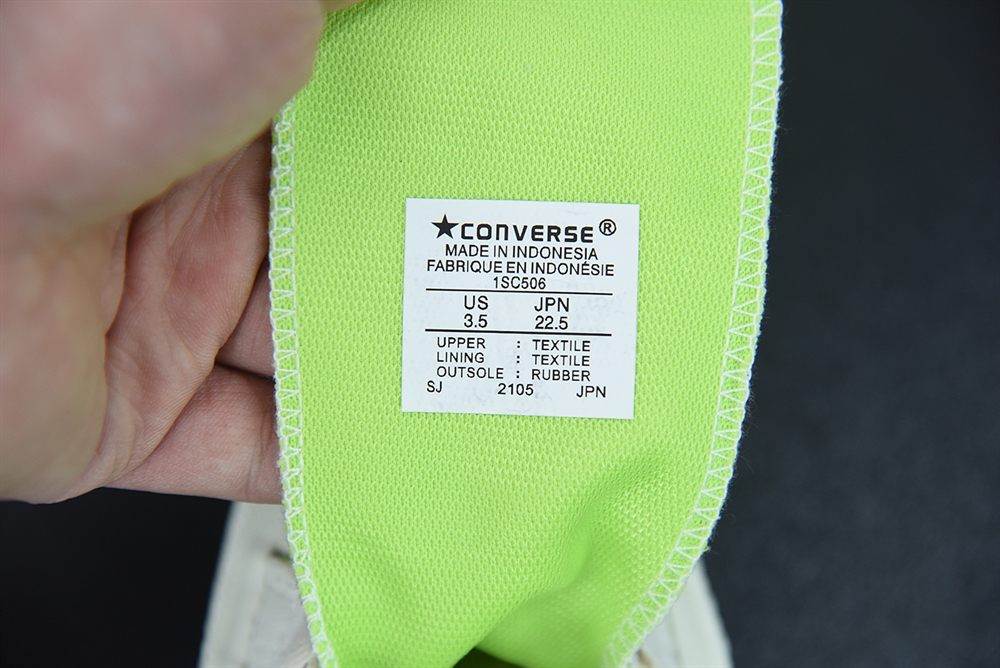 ★CONVERSE®
MADE IN INDONESIA
FABRIQUE EN INDONÉSIE
1SC506
US JPN
3.5 22.5
UPPER : TEXTILE
LINING : TEXTILE
OUTSOLE : RUBBER
SJ 2105 JPN